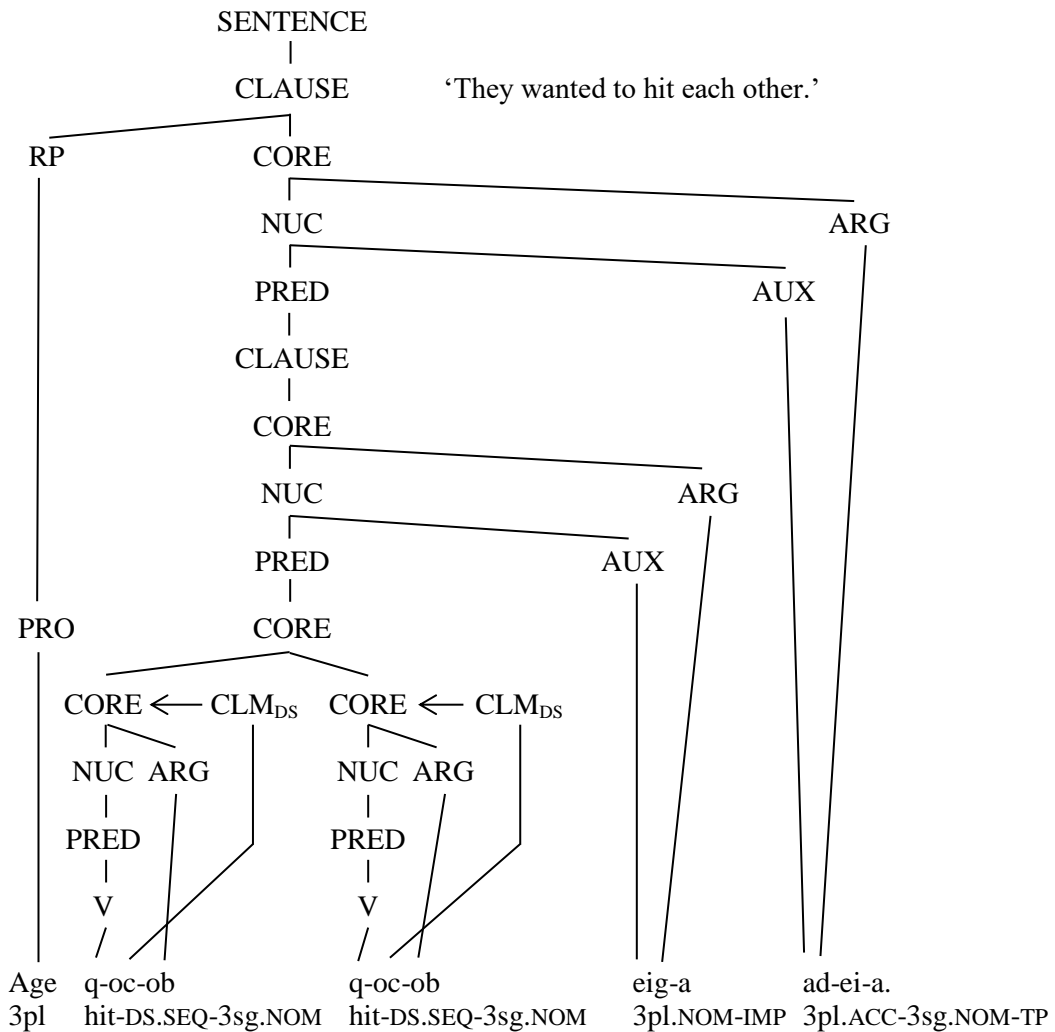 SENTENCE
CLAUSE ‘They wanted to hit each other.’
RP CORE
NUC ARG
PRED AUX
CLAUSE
CORE
NUC ARG
PRED AUX
PRO CORE
CORE CLM_DS CORE CLM_DS
NUC ARG NUC ARG
PRED PRED
V V
Age q-oc-ob q-oc-ob eig-a ad-ei-a.
3pl hit-DS.SEQ-3sg.NOM hit-DS.SEQ-3sg.NOM 3pl.NOM-IMP 3pl.ACC-3sg.NOM-TP